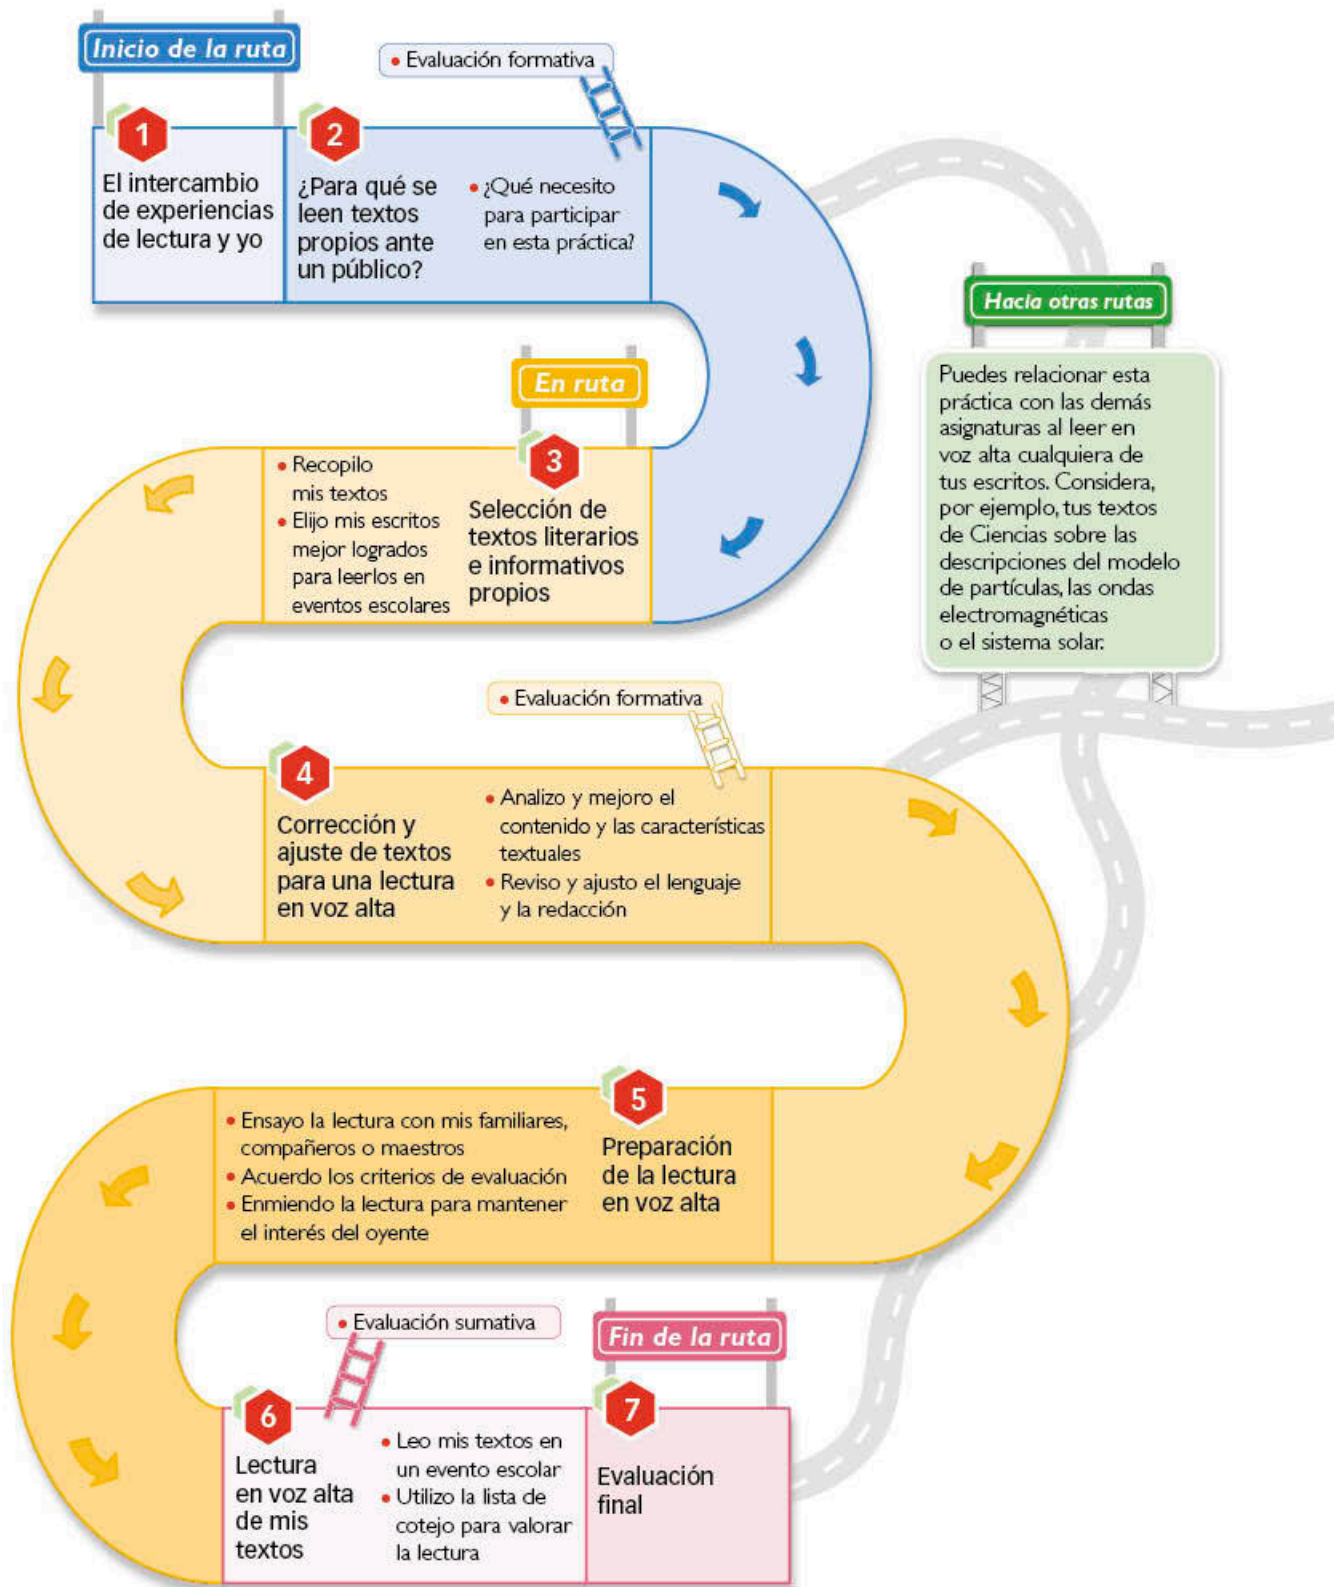 Inicio de la ruta
• Evaluación formativa
1
El intercambio
de experiencias
de lectura y yo
2
¿Para qué se
leen textos
propios ante
un público?
• ¿Qué necesito
para participar
en esta práctica?
Hacia otras rutas
Puedes relacionar esta
práctica con las demás
asignaturas al leer en
voz alta cualquiera de
tus escritos. Considera,
por ejemplo, tus textos
de Ciencias sobre las
descripciones del modelo
de partículas, las ondas
electromagnéticas
o el sistema solar.
En ruta
3
Selección de
textos literarios
e informativos
propios
• Recopilo
mis textos
• Elijo mis escritos
mejor logrados
para leerlos en
eventos escolares
• Evaluación formativa
4
Corrección y
ajuste de textos
para una lectura
en voz alta
• Analizo y mejoro el
contenido y las características
textuales
• Reviso y ajusto el lenguaje
y la redacción
5
Preparación
de la lectura
en voz alta
• Ensayo la lectura con mis familiares,
compañeros o maestros
• Acuerdo los criterios de evaluación
• Enmiendo la lectura para mantener
el interés del oyente
• Evaluación sumativa
Fin de la ruta
6
Lectura
en voz alta
de mis
textos
• Leo mis textos en
un evento escolar
• Utilizo la lista de
cotejo para valorar
la lectura
7
Evaluación
final